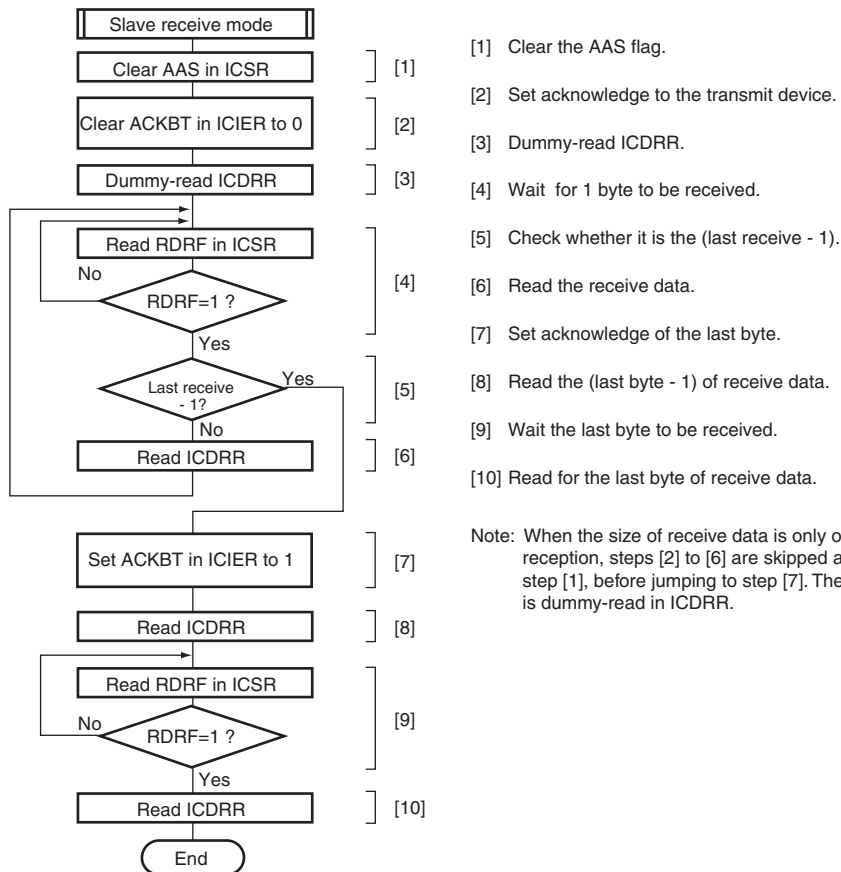 Slave receive mode
Clear AAS in ICSR
[1]
Clear ACKBT in ICIER to 0
[2]
Dummy-read ICDRR
[3]
Read RDRF in ICSR
No
RDRF=1 ?
[4]
Yes
Last receive
- 1?
Yes
[5]
No
Read ICDRR
[6]
Set ACKBT in ICIER to 1
[7]
Read ICDRR
[8]
Read RDRF in ICSR
No
RDRF=1 ?
[9]
Yes
Read ICDRR
[10]
End
[1] Clear the AAS flag.
[2] Set acknowledge to the transmit device.
[3] Dummy-read ICDRR.
[4] Wait for 1 byte to be received.
[5] Check whether it is the (last receive - 1).
[6] Read the receive data.
[7] Set acknowledge of the last byte.
[8] Read the (last byte - 1) of receive data.
[9] Wait the last byte to be received.
[10] Read for the last byte of receive data.
Note: When the size of receive data is only
reception, steps [2] to [6] are skipped
step [1], before jumping to step [7].
is dummy-read in ICDRR.